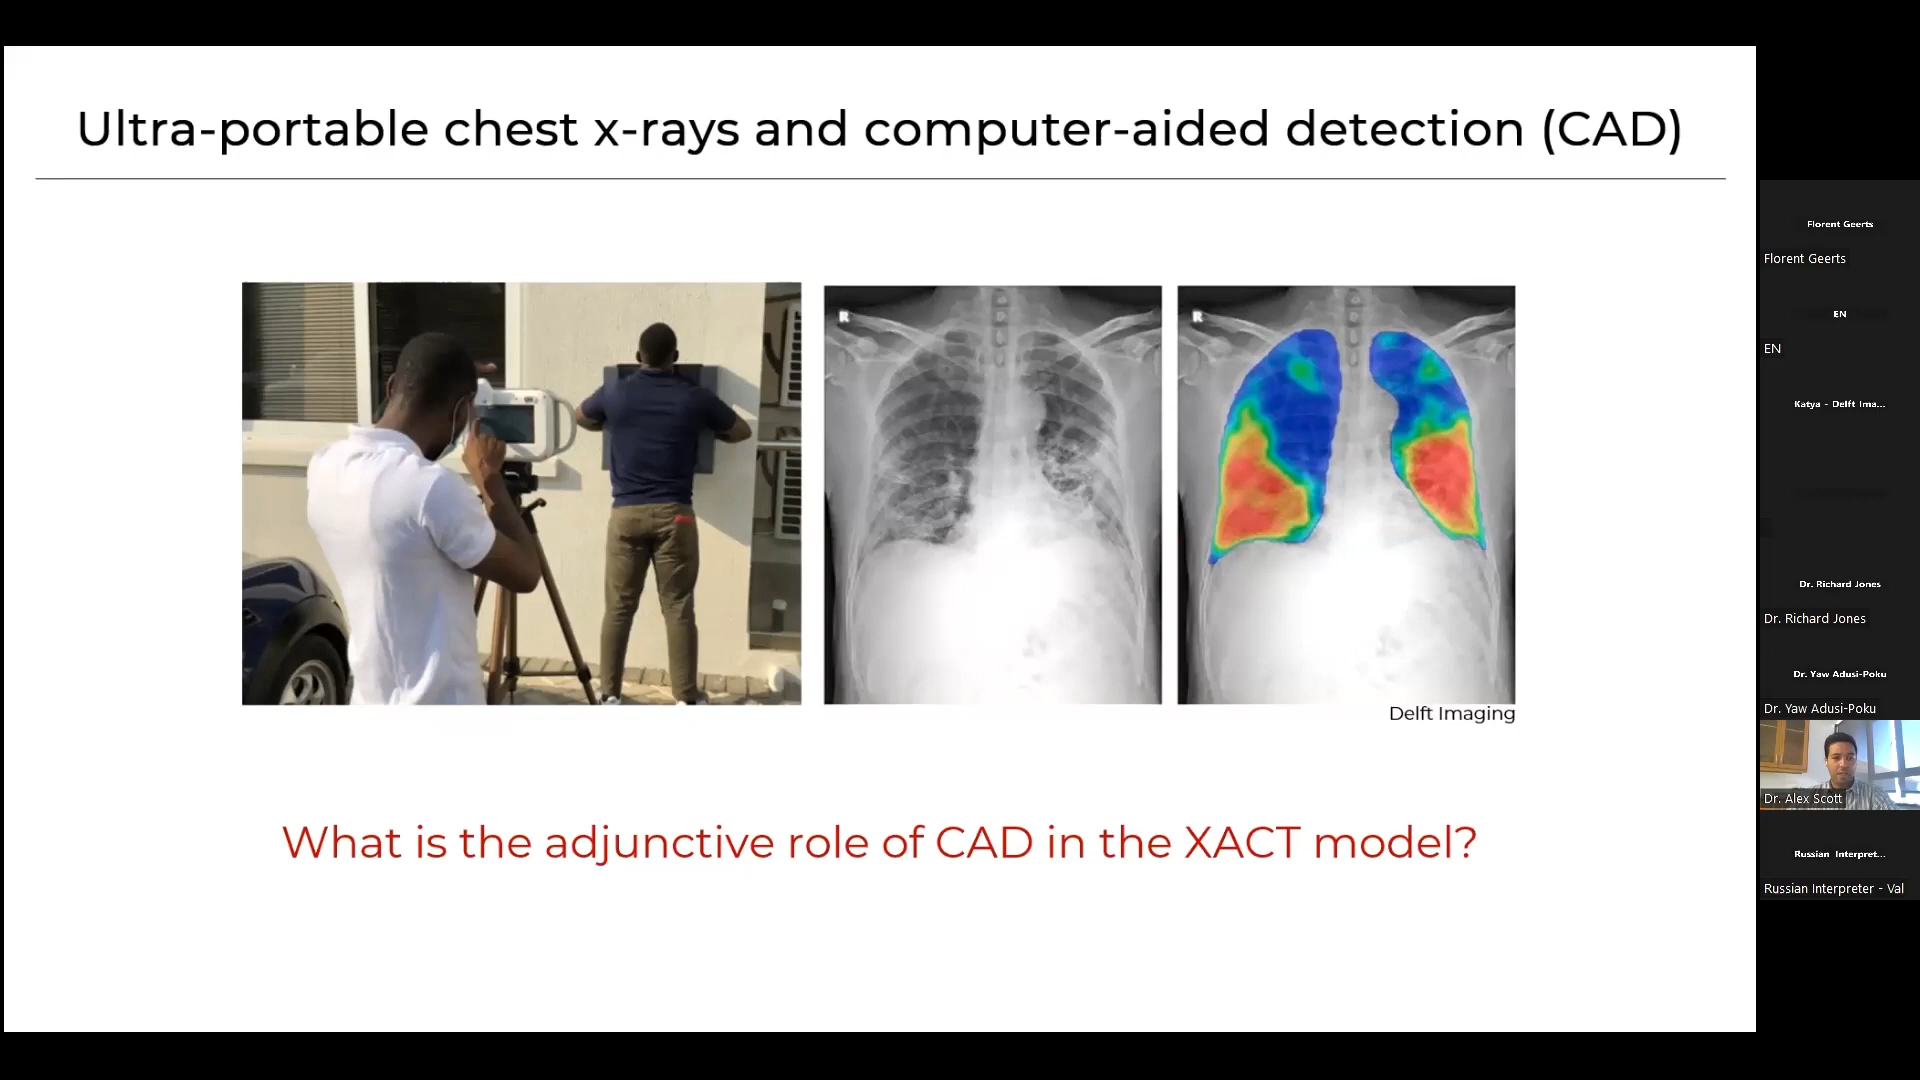 Ultra-portable chest x-rays and computer-aided detection (CAD)
R
R
Delft Imaging
What is the adjunctive role of CAD in the XACT model?
Florent Geerts
Florent Geerts
EN
EN
Katya - Delft Ima...
Dr. Richard Jones
Dr. Richard Jones
Dr. Yaw Adusi-Poku
Dr. Yaw Adusi-Poku
Dr. Alex Scott
Russian Interpret...
Russian Interpreter - Val